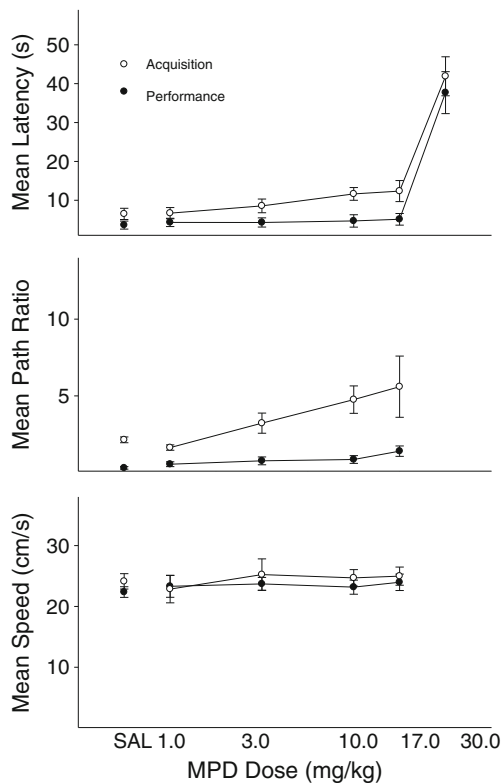 Mean Latency (s)
50
40
30
20
10
Acquisition
Performance
Mean Path Ratio
10
5
Mean Speed (cm/s)
30
20
10
SAL 1.0 3.0 10.0 17.0 30.0
MPD Dose (mg/kg)